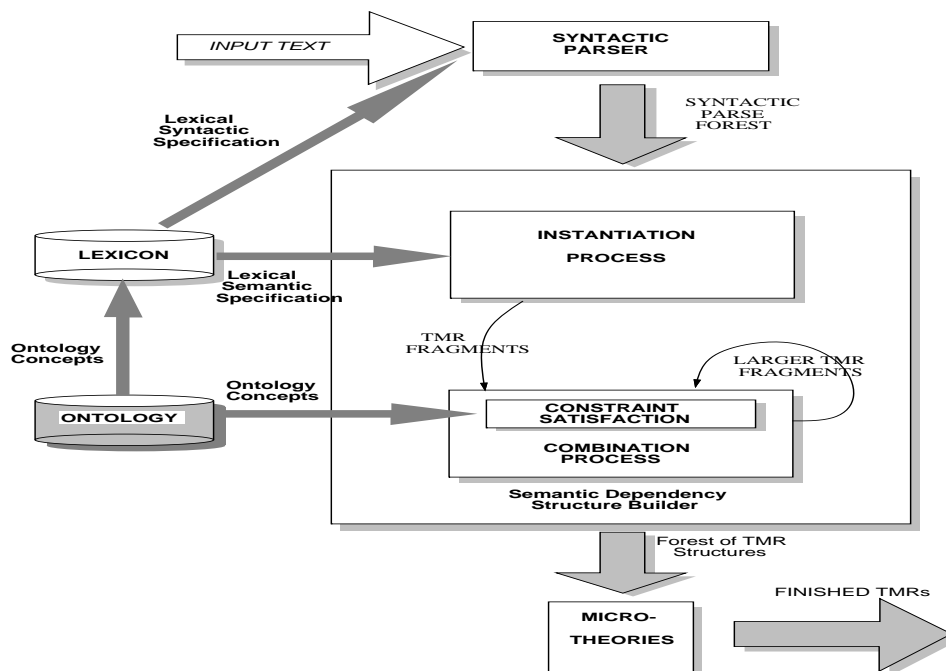 INPUT TEXT
SYNTACTIC
PARSER
SYNTACTIC
PARSE
FOREST
Lexical
Syntactic
Specification
INSTANTIATION
PROCESS
LEXICON
Lexical
Semantic
Specification
TMR
FRAGMENTS
LARGER TMR
FRAGMENTS
Ontology
Concepts
Ontology
Concepts
ONTOLOGY
CONSTRAINT
SATISFACTION
COMBINATION
PROCESS
Semantic Dependency
Structure Builder
Forest of TMR
Structures
FINISHED TMRs
MICRO-
THEORIES